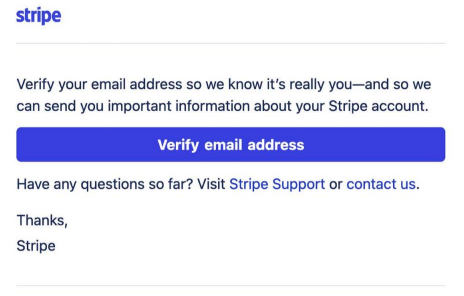 stripe
Verify your email address so we know it’s really you—and so we
can send you important information about your Stripe account.
Verify email address
Have any questions so far? Visit Stripe Support or contact us.
Thanks,
Stripe